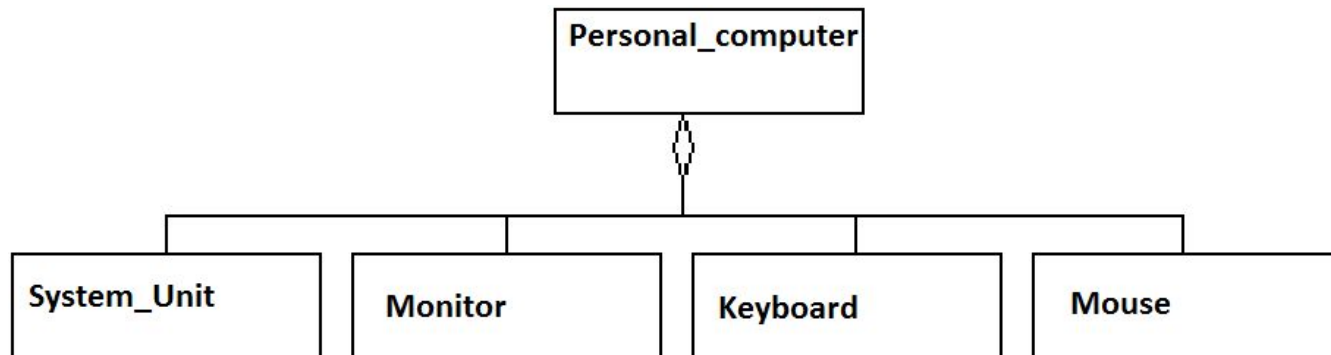 Personal_computer
System_Unit
Monitor
Keyboard
Mouse